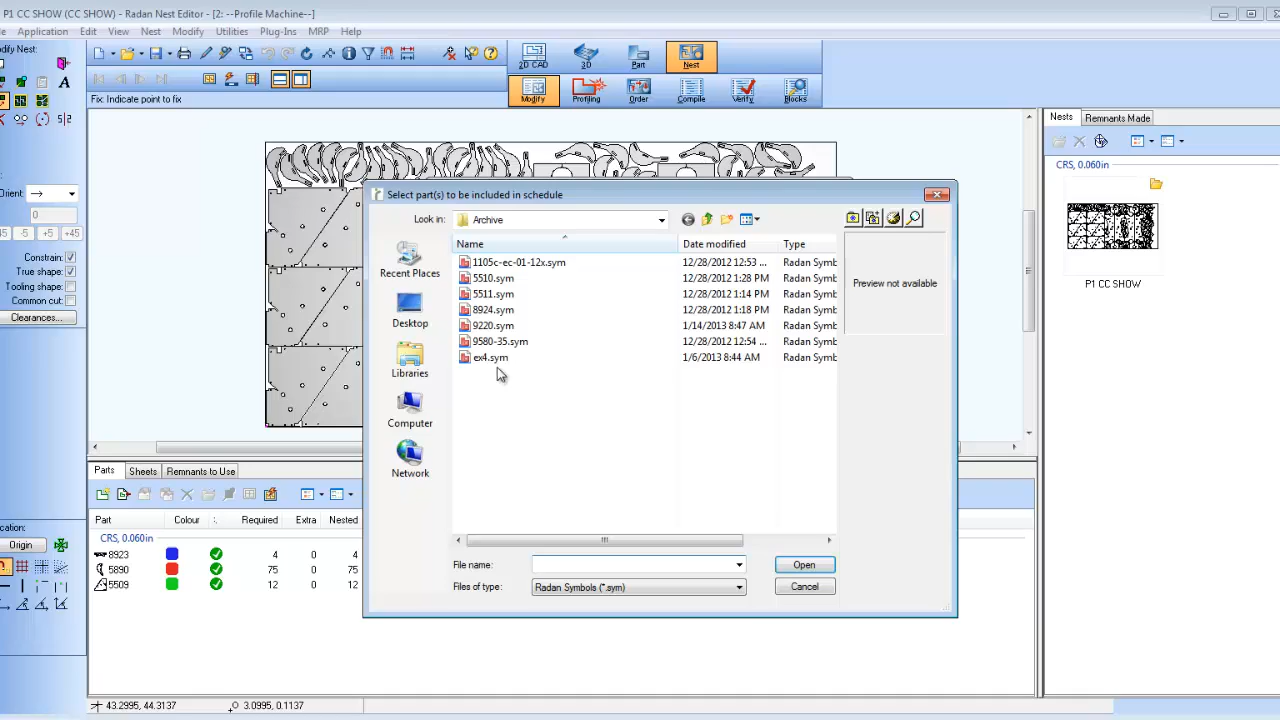 P1 CC SHOW (CC SHOW) - Radan Nest Editor - [2: --Profile Machine--]
Application Edit View Nest Modify Utilities Plug-Ins MRP Help
odify Nest:
2D CAD 3D Part Nest
Modify Profiling Order Compile Verify Blocks
Fix: Indicate point to fix
Nests Remnants Made
CRS, 0.060in
P1 CC SHOW
Orient:
0
45 -5 +5 +45
Constrain:
True shape:
Tooling shape:
Common cut:
Clearances...
Select part(s) to be included in schedule
Look in: Archive
Name Date modified Type
1105c-ec-01-12x.sym 12/28/2012 12:53 ... Radan Symb
5510.sym 12/28/2012 1:28 PM Radan Symb
5511.sym 12/28/2012 1:14 PM Radan Symb
8924.sym 12/28/2012 1:18 PM Radan Symb
9220.sym 1/14/2013 8:47 AM Radan Symb
9580-35.sym 12/28/2012 12:54 ... Radan Symb
ex4.sym 1/6/2013 8:44 AM Radan Symb
Recent Places
Desktop
Libraries
Computer
Network
Preview not available
File name: Open
Files of type: Radan Symbols (*.sym) Cancel
Parts Sheets Remnants to Use
Part Colour Required Extra Nested
CRS, 0.060in
8923 4 0 4
5890 75 0 75
5509 12 0 12
ocation:
Origin
43.2995, 44.3137 3.0995, 0.1137